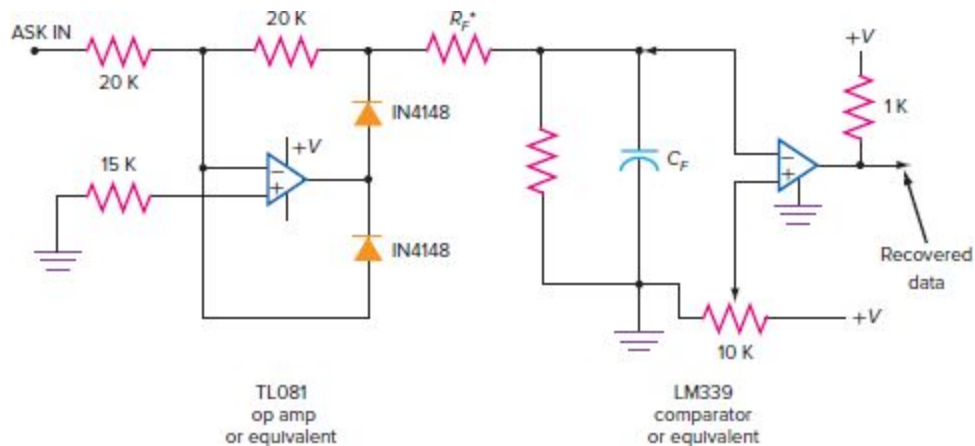 ASK IN
20 K
20 K
R_F*
+V
IN4148
1 K
15 K
+V
−
+
C_F
−
+
IN4148
Recovered
data
+V
10 K
TL081
op amp
or equivalent
LM339
comparator
or equivalent